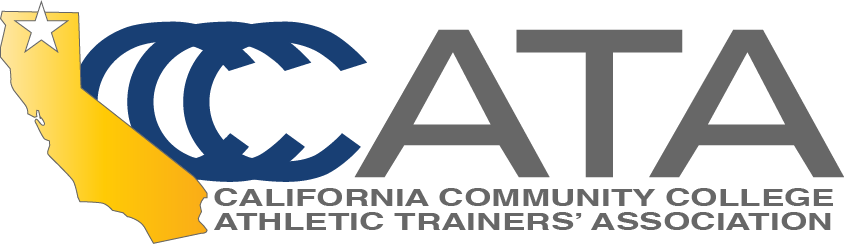 CCCATA
CALIFORNIA COMMUNITY COLLEGE
ATHLETIC TRAINERS’ ASSOCIATION